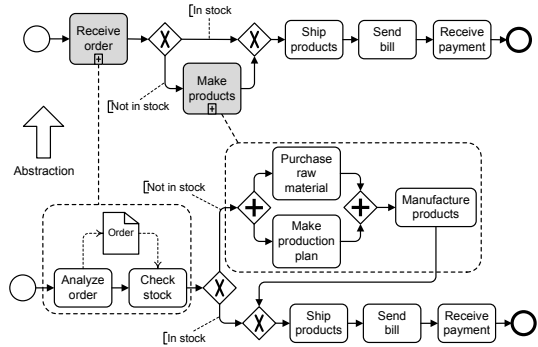 [In stock
Receive
order
Ship
products
Send
bill
Receive
payment
Make
products
[Not in stock
Abstraction
Purchase
raw
material
[Not in stock
Manufacture
products
Order
Make
production
plan
Analyze
order
Check
stock
Ship
products
Send
bill
Receive
payment
[In stock